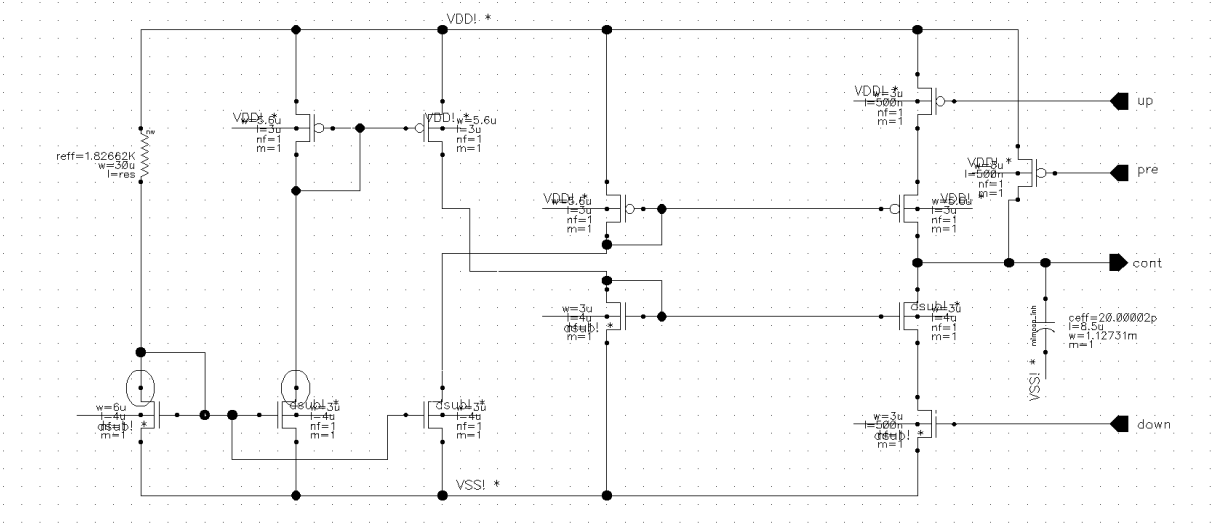 VDD! *
VDD! *
w=5.6u
l=3u
nf=1
m=1
VDD! *
w=5.6u
l=3u
nf=1
m=1
VDD! *
w=3u
l=500n
nf=1
m=1
up
nw
reff=1.82662K
w=30u
l=res
VDD! *
l=500n
nf=1
m=1
pre
VDD! *
w=5.6u
l=3u
nf=1
m=1
VDD! *
l=3u
nf=1
m=1
cont
w=3u
l=4u
dsub! *
m=1
dsub! *
w=3u
l=4u
nf=1
m=1
ceff=20.00002p
l=8.5u
w=1.12731m
m=1
VSS! *
w=6u
l=4u
dsub! *
m=1
dsub! *
w=3u
l=4u
nf=1
m=1
dsub! *
w=3u
l=4u
nf=1
m=1
w=3u
l=500n
dsub! *
m=1
down
VSS! *